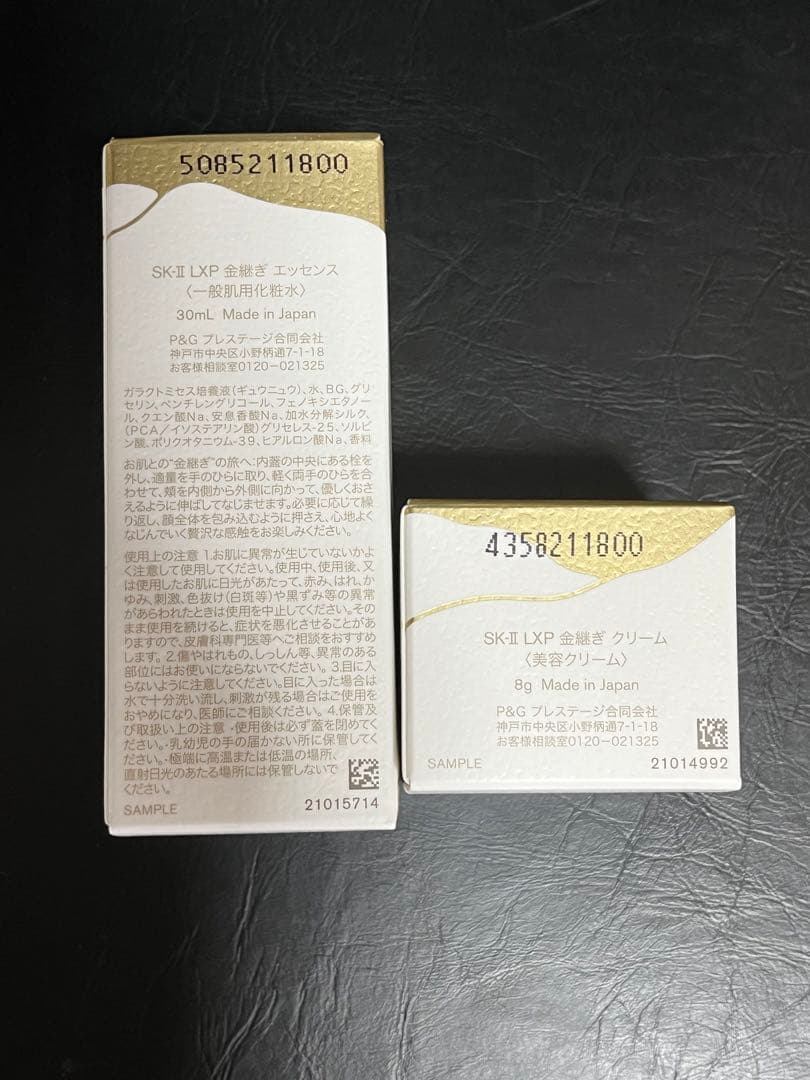 5085211800
SK-II LXP 金継ぎ エッセンス
〈一般肌用化粧水〉
30mL Made in Japan
P&G プレステージ合同会社
神戸市中央区小野柄通7-1-18
お客様相談室0120-021325
ガラクトミセス培養液(ギュウニュウ)、水、BG、グリ
セリン、ペンチレングリコール、フェノキシエタノー
ル、クエン酸Na、安息香酸Na、加水分解シルク、
(PCA/イソステアリン酸)グリセレス-25、ソルビ
ン酸、ポリクオタニウム-39、ヒアルロン酸Na、香料
お肌との"金継ぎ"の旅へ:内蓋の中央にある栓を
外し、適量を手のひらに取り、軽く両手のひらを合
わせて、頬を内側から外側に向かって、優しくおさ
えるように伸ばしてなじませます。必要に応じて繰
り返し、顔全体を包み込むように押さえ、心地よく
なじんでいく贅沢な感触をお楽しみください。
使用上の注意 1.お肌に異常が生じていないかよ
く注意して使用してください。使用中、使用後、又
は使用したお肌に日光があたって、赤み、はれ、か
ゆみ、刺激、色抜け(白斑等)や黒ずみ等の異常
があらわれたときは使用を中止してください。その
まま使用を続けると、症状を悪化させることがあ
りますので、皮膚科専門医等へご相談をおすすめ
します。2.傷やはれもの、しっしん等、異常のある
部位にはお使いにならないでください。3.目に入
らないように注意してください。目に入った場合は
水で十分洗い流し、刺激が残る場合はご使用を
おやめになり、医師にご相談ください。4.保管及
び取扱い上の注意 ・使用後は必ず蓋を閉めてく
ださい。・乳幼児の手の届かない所に保管してく
ださい。・極端に高温または低温の場所、
直射日光のあたる場所には保管しないで
ください。
SAMPLE 21015714
4358211800
SK-II LXP 金継ぎ クリーム
〈美容クリーム〉
8g Made in Japan
P&G プレステージ合同会社
神戸市中央区小野柄通7-1-18
お客様相談室0120-021325
SAMPLE 21014992